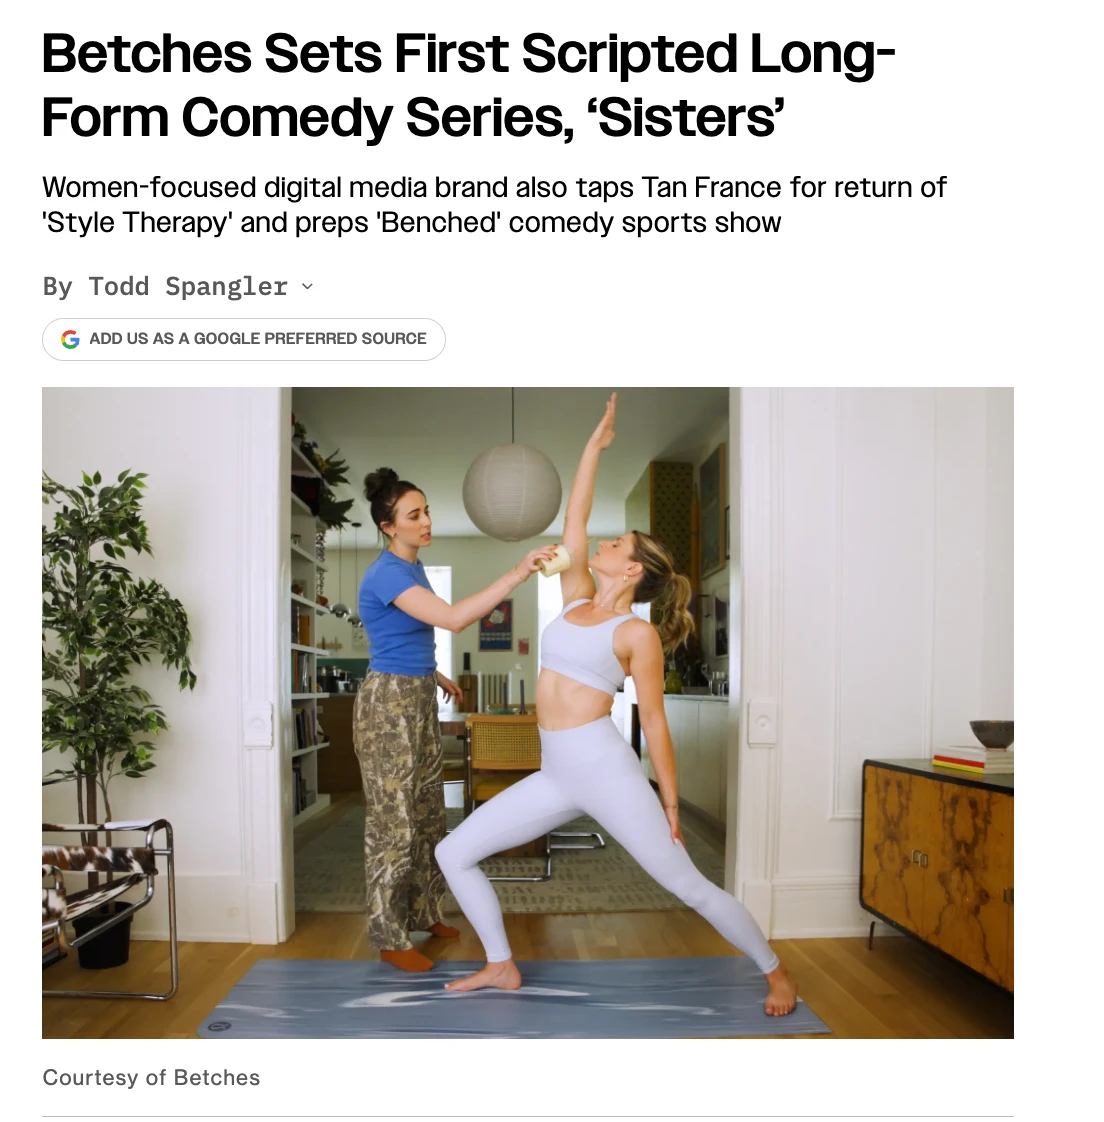 Betches Sets First Scripted Long-
Form Comedy Series, ‘Sisters’
Women-focused digital media brand also taps Tan France for return of
'Style Therapy' and preps 'Benched' comedy sports show
By Todd Spangler
ADD US AS A GOOGLE PREFERRED SOURCE
Courtesy of Betches